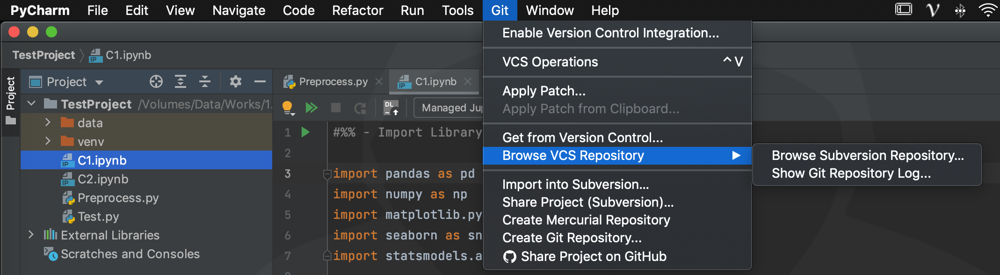 PyCharm File Edit View Navigate Code Refactor Run Tools Git Window Help
Enable Version Control Integration...
TestProject C1.ipynb
VCS Operations ^ V
Project
Project
Preprocess.py
C1.ipynb
Apply Patch...
TestProject /Volumes/Data/Works/1.
DL
Managed Ju
Apply Patch from Clipboard...
data
1 #%% - Import Library
Get from Version Control...
venv
2
Browse VCS Repository
Browse Subversion Repository...
IP C1.ipynb
3 import pandas as pd
Show Git Repository Log...
IP C2.ipynb
4 import numpy as np
Import into Subversion...
Preprocess.py
5 import matplotlib.py
Share Project (Subversion)...
Test.py
Create Mercurial Repository
External Libraries
6 import seaborn as sn
Create Git Repository...
Scratches and Consoles
7 import statsmodels.a
Share Project on GitHub